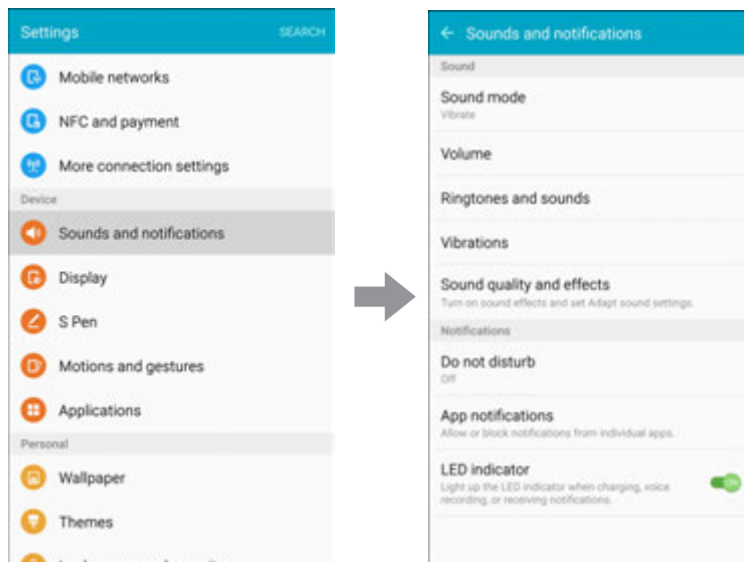 Settings
SEARCH
Mobile networks
NFC and payment
More connection settings
Device
Sounds and notifications
Display
S Pen
Motions and gestures
Applications
Personal
Wallpaper
Themes
Sounds and notifications
Sound
Sound mode
Vibrate
Volume
Ringtones and sounds
Vibrations
Sound quality and effects
Turn on sound effects and set Adapt sound settings.
Notifications
Do not disturb
Off
App notifications
Allow or block notifications from individual apps.
LED indicator
Light up the LED indicator when charging, voice
recording, or receiving notifications.
ON